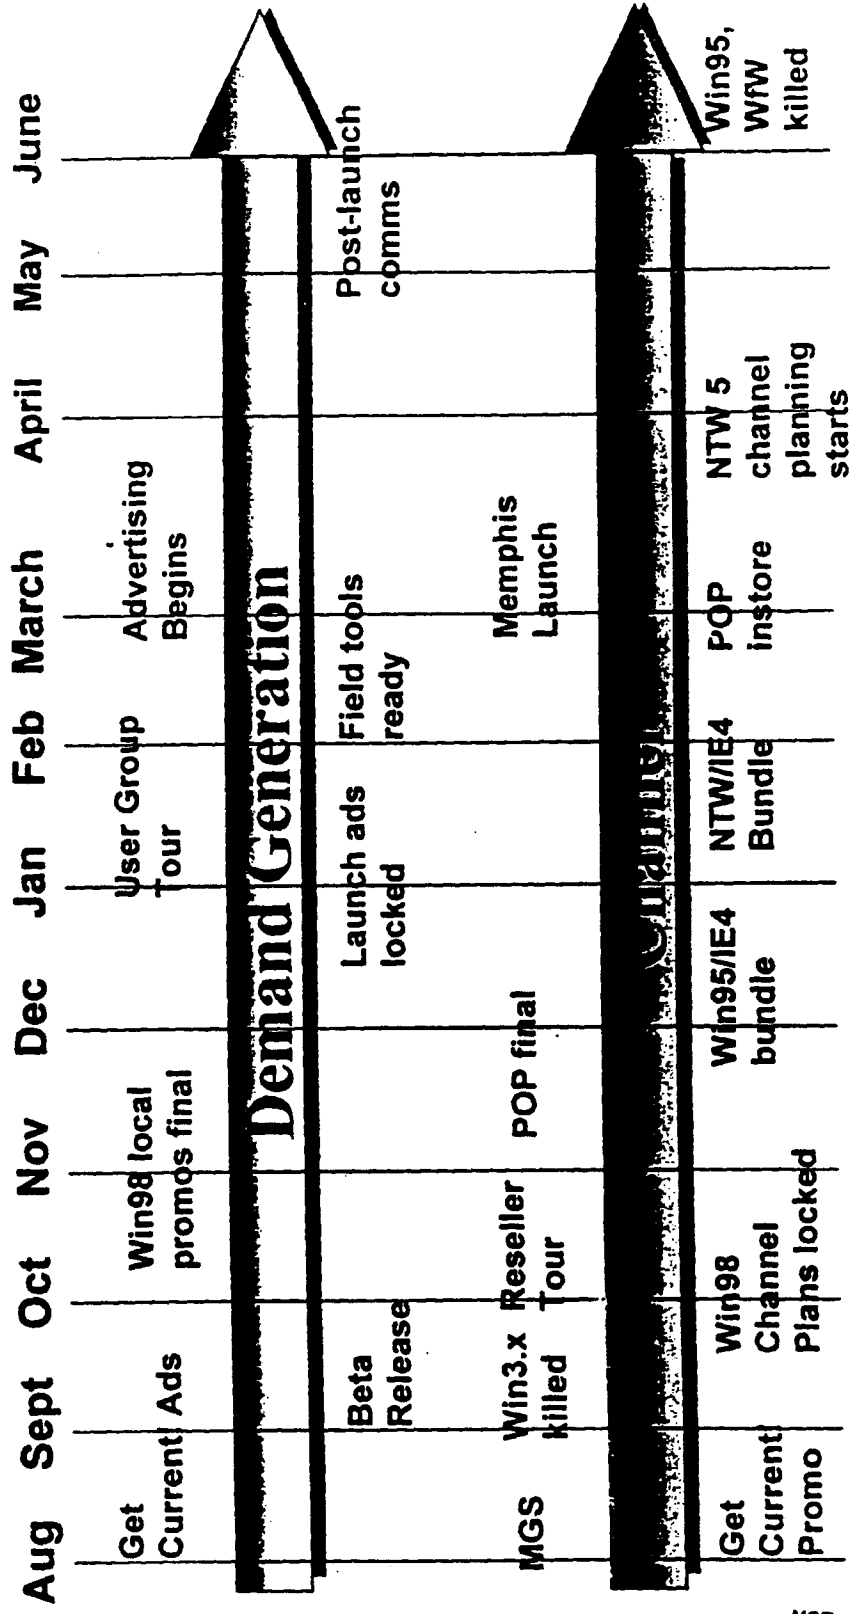 Aug Sept Oct Nov Dec Jan Feb March April May June
Get
Current! Ads
Win98 local
promos final
User Group
Tour
Advertising
Begins
Demand Generation
Beta
Release
Launch ads
locked
Field tools
ready
Post-launch
comms
MGS
Win3.x
killed
Reseller
Tour
POP final
Memphis
Launch
Channel
Get
Current!
Promo
Win98
Channel
Plans locked
Win95/IE4
bundle
NTW/IE4
Bundle
POP
instore
NTW 5
channel
planning
starts
Win95,
WfW
killed